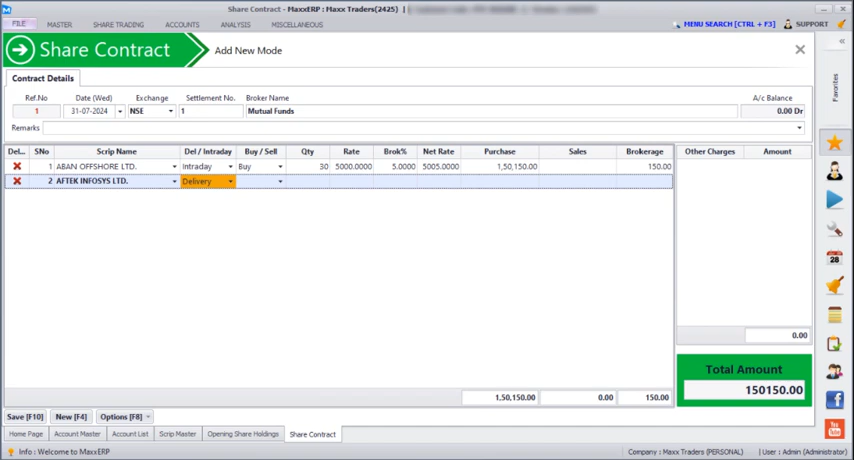 Share Contract - MaxxERP : Maxx Traders(2425) |
FILE MASTER SHARE TRADING ACCOUNTS ANALYSIS MISCELLANEOUS MENU SEARCH [CTRL + F3] SUPPORT
Share Contract Add New Mode
Contract Details
Ref.No Date (Wed) Exchange Settlement No. Broker Name A/c Balance
1 31-07-2024 NSE 1 Mutual Funds 0.00 Dr
Remarks
Del... SNo Scrip Name Del / Intraday Buy / Sell Qty Rate Brok% Net Rate Purchase Sales Brokerage Other Charges Amount
1 ABAN OFFSHORE LTD. Intraday Buy 30 5000.0000 5.0000 5005.0000 1,50,150.00 150.00
2 AFTEK INFOSYS LTD. Delivery
0.00
Total Amount
150150.00
1,50,150.00 0.00 150.00
Save [F10] New [F4] Options [F8]
Home Page Account Master Account List Scrip Master Opening Share Holdings Share Contract
Info : Welcome to MaxxERP Company : Maxx Traders (PERSONAL) User : Admin (Administrator)
Favorites
28
You
Tube